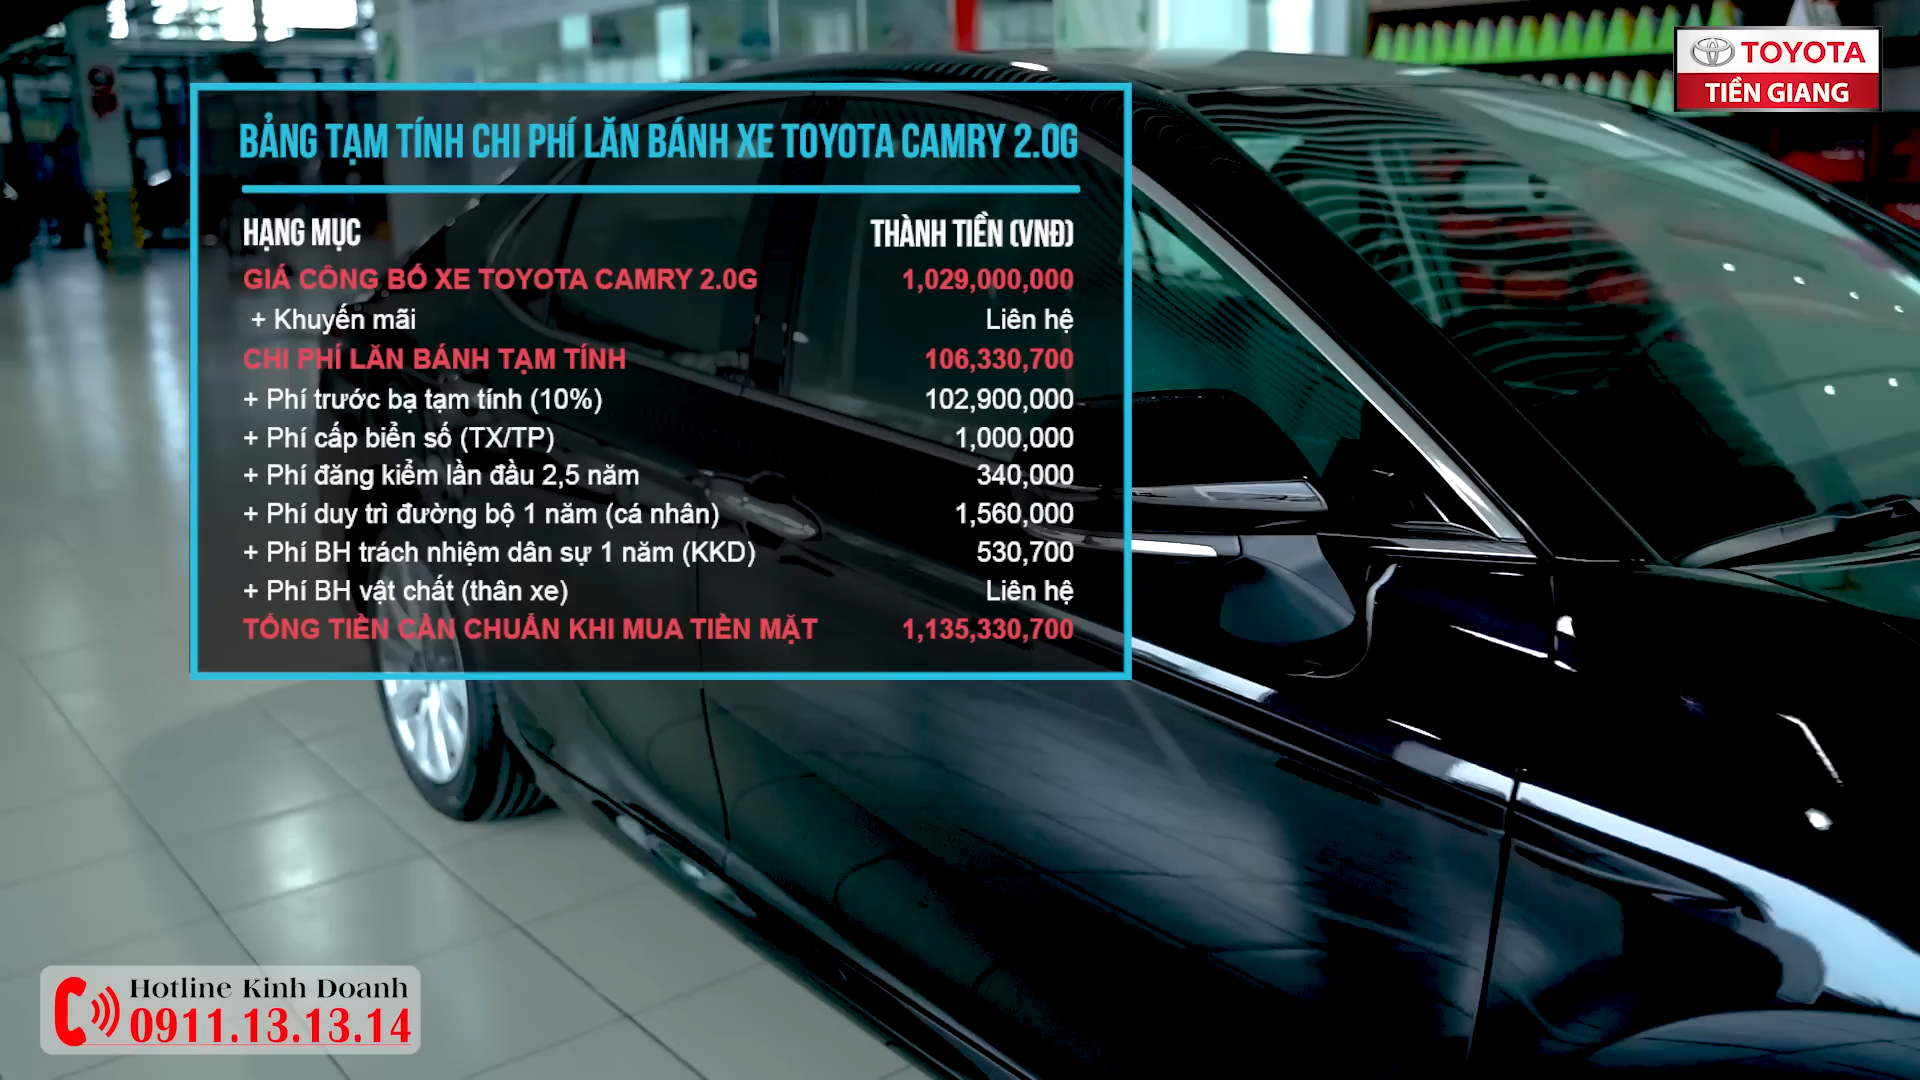 TOYOTA
TIỀN GIANG
BẢNG TẠM TÍNH CHI PHÍ LĂN BÁNH XE TOYOTA CAMRY 2.0G
HẠNG MỤC THÀNH TIỀN (VNĐ)
GIÁ CÔNG BỐ XE TOYOTA CAMRY 2.0G 1,029,000,000
+ Khuyến mãi Liên hệ
CHI PHÍ LĂN BÁNH TẠM TÍNH 106,330,700
+ Phí trước bạ tạm tính (10%) 102,900,000
+ Phí cấp biển số (TX/TP) 1,000,000
+ Phí đăng kiểm lần đầu 2,5 năm 340,000
+ Phí duy trì đường bộ 1 năm (cá nhân) 1,560,000
+ Phí BH trách nhiệm dân sự 1 năm (KKD) 530,700
+ Phí BH vật chất (thân xe) Liên hệ
TỔNG TIỀN CẦN CHUẨN KHI MUA TIỀN MẶT 1,135,330,700
Hotline Kinh Doanh
0911.13.13.14